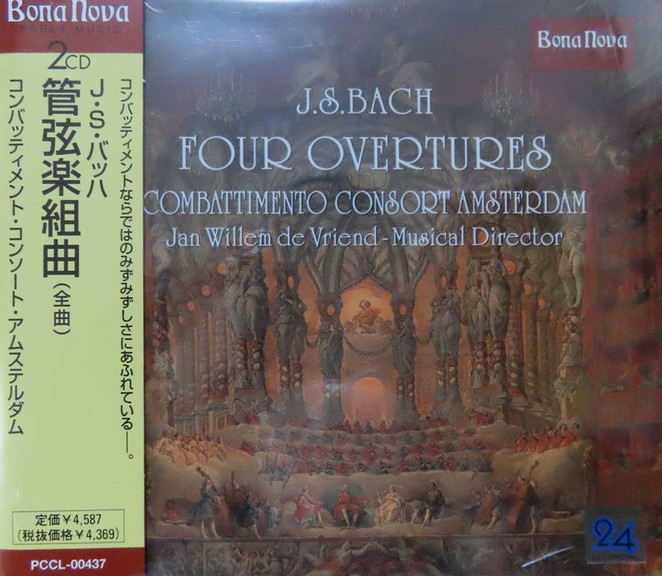 Bona Nova
EARLY MUSIC
2CD
コンバッティメントならではのみずみずしさにあふれている──。
J・S・バッハ
管弦楽組曲(全曲)
コンバッティメント・コンソート・アムステルダム
定価¥4,587
(税抜価格¥4,369)
PCCL-00437
Bona Nova
J.S.BACH
FOUR OVERTURES
COMBATTIMENTO CONSORT AMSTERDAM
Jan Willem de Vriend - Musical Director
24